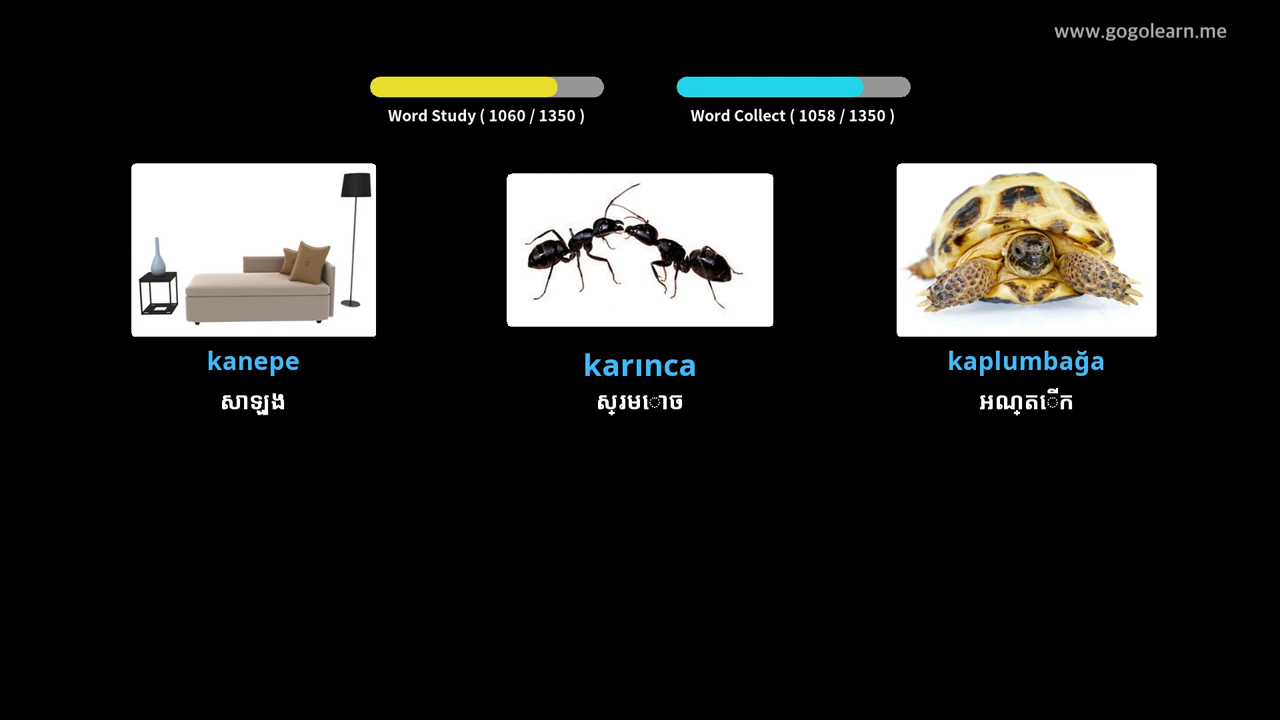 www.gogolearn.me
Word Study ( 1060 / 1350 )
Word Collect ( 1058 / 1350 )
kanepe
karınca
kaplumbağa
សាឡុង
ស្រមោច
អណ្តើក